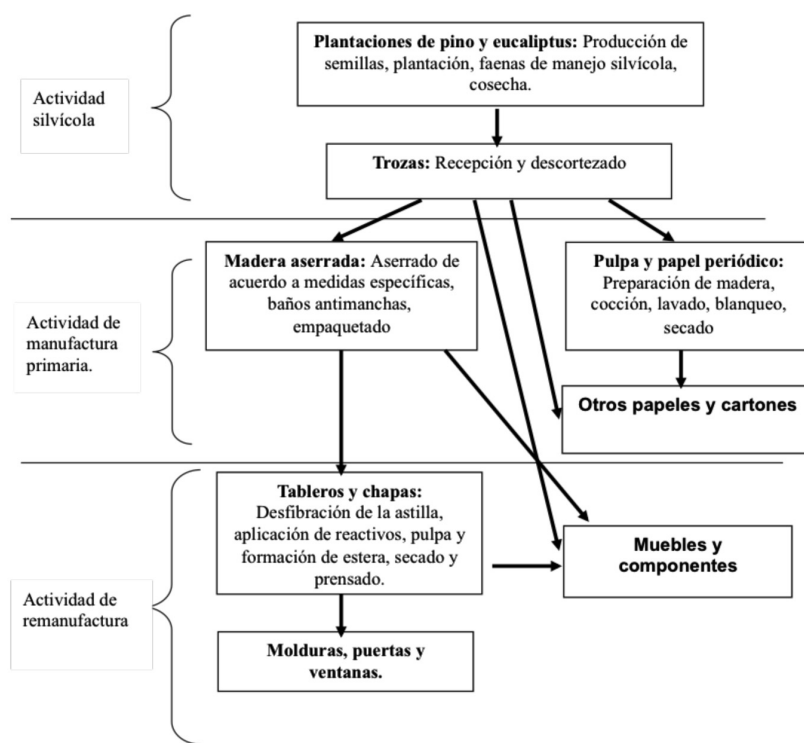 Plantaciones de pino y eucaliptus: Producción de
semillas, plantación, faenas de manejo silvícola,
cosecha.
Actividad
silvícola
Trozas: Recepción y descortezado
Madera aserrada: Aserrado de
acuerdo a medidas específicas,
baños antimanchas,
empaquetado
Pulpa y papel periódico:
Preparación de madera,
cocción, lavado, blanqueo,
secado
Actividad de
manufactura
primaria.
Otros papeles y cartones
Tableros y chapas:
Desfibración de la astilla,
aplicación de reactivos, pulpa y
formación de estera, secado y
prensado.
Muebles y
componentes
Actividad de
remanufactura
Molduras, puertas y
ventanas.